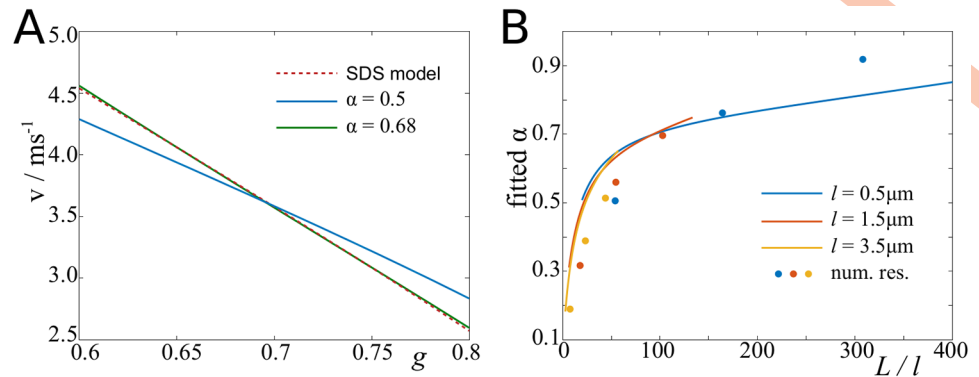 A
5.0
4.5
4.0
3.5
3.0
2.5
v / ms⁻¹
SDS model
α = 0.5
α = 0.68
0.6 0.65 0.7 0.75 0.8
g
B
0.9
0.7
0.5
0.3
0.1
fitted α
l = 0.5μm
l = 1.5μm
l = 3.5μm
num. res.
0 100 200 300 400
L / l